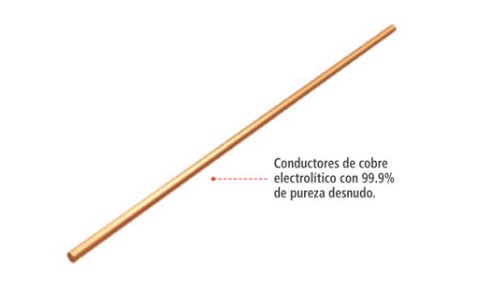 Conductores de cobre
electrolítico con 99.9%
de pureza desnudo.